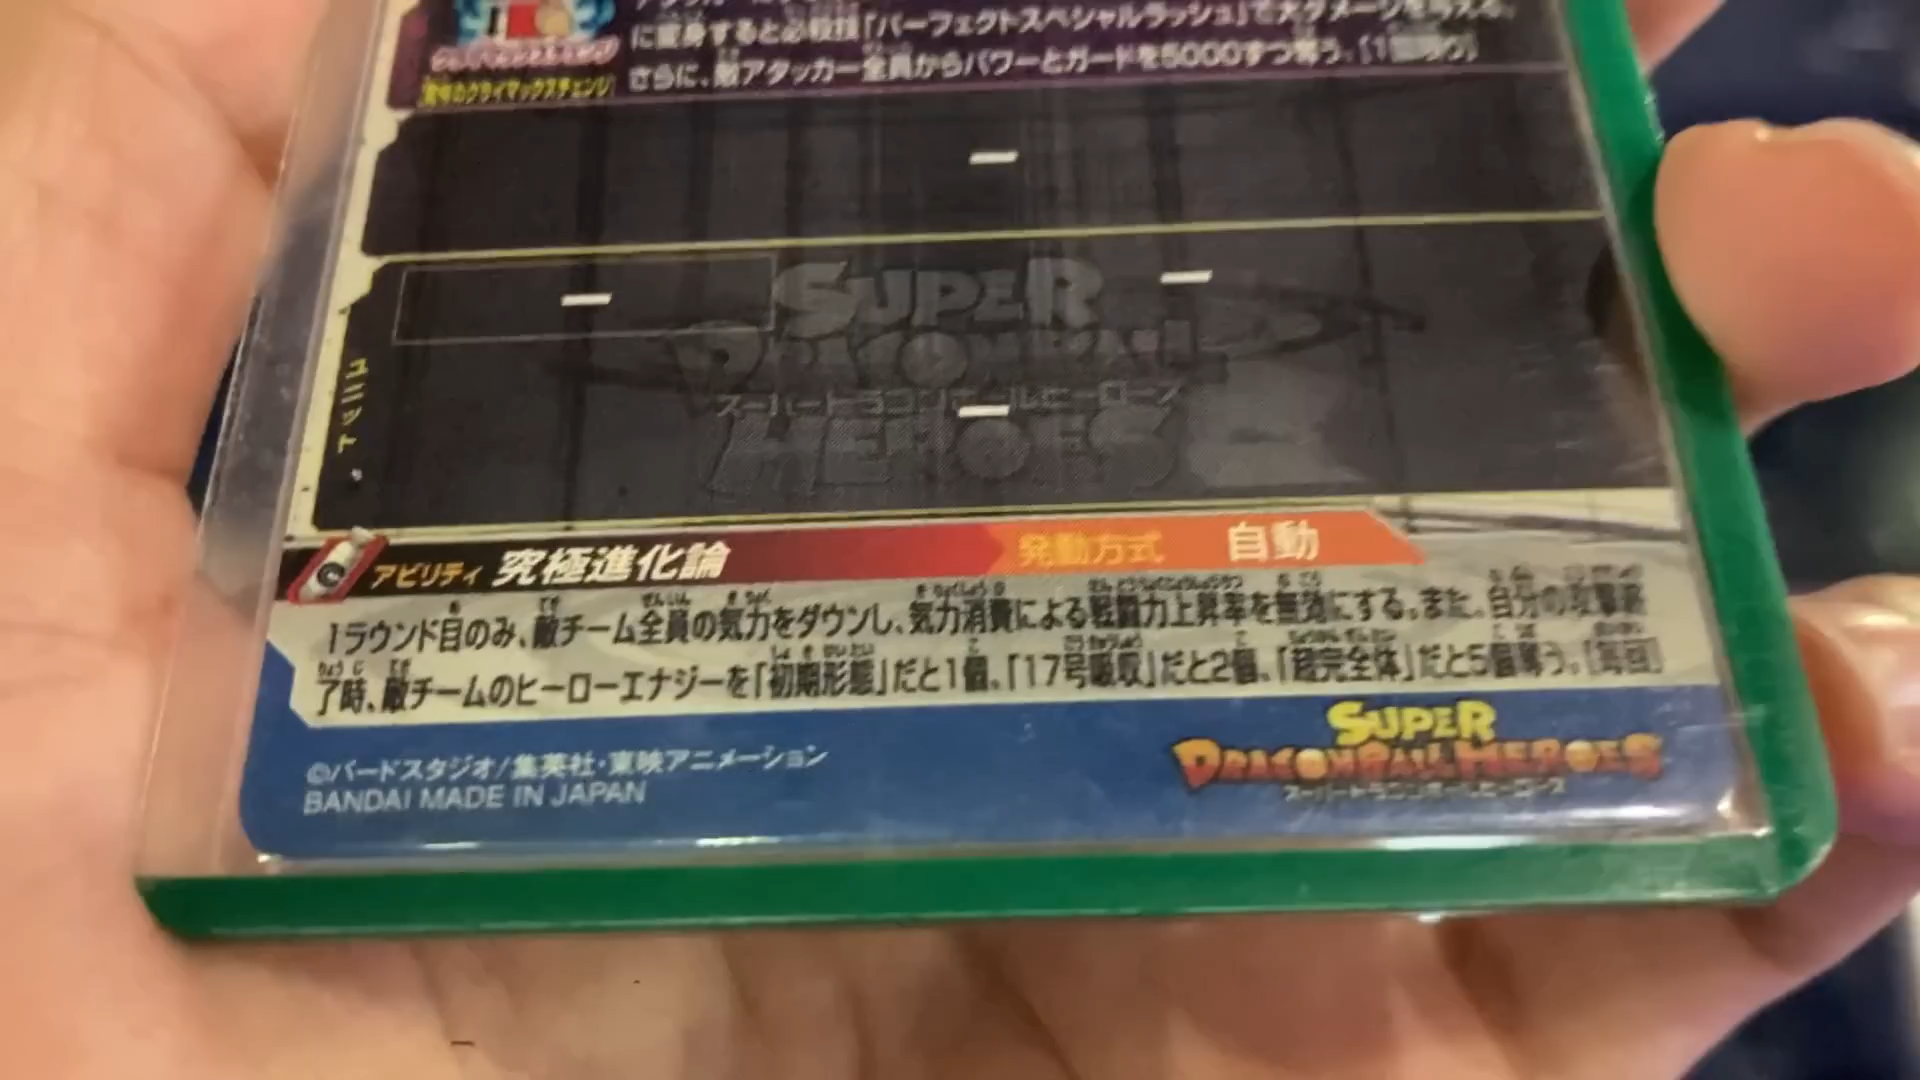 に変身すると必殺技「パーフェクトスペシャルラッシュ」で大ダメージを与える。
さらに、敵アタッカー全員からパワーとガードを5000ずつ奪う。[1回限り]
SUPER
DRAGONBALL
スーパードラゴンボールヒーローズ
HEROES
ユニット
アビリティ 究極進化論 発動方式 自動
1ラウンド目のみ、敵チーム全員の気力をダウンし、気力消費による戦闘力上昇率を無効にする。また、自分の攻撃終
了時、敵チームのヒーローエナジーを「初期形態」だと1個、「17号吸収」だと2個、「超完全体」だと5個奪う。[毎回]
©バードスタジオ/集英社・東映アニメーション
BANDAI MADE IN JAPAN
SUPER
DRAGONBALL HEROES
スーパードラゴンボールヒーローズ